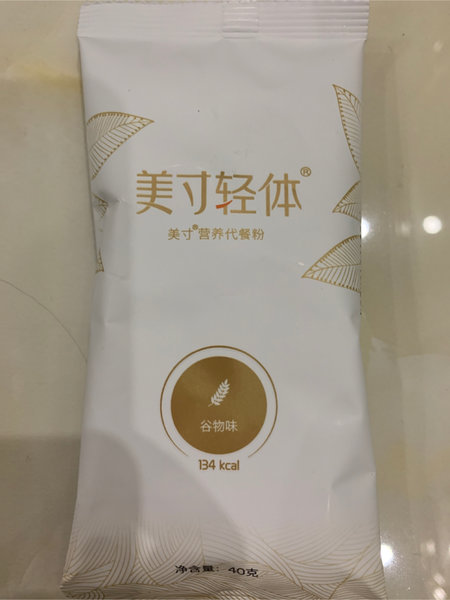 美寸轻体®
美寸®营养代餐粉
谷物味
134 kcal
净含量: 40克